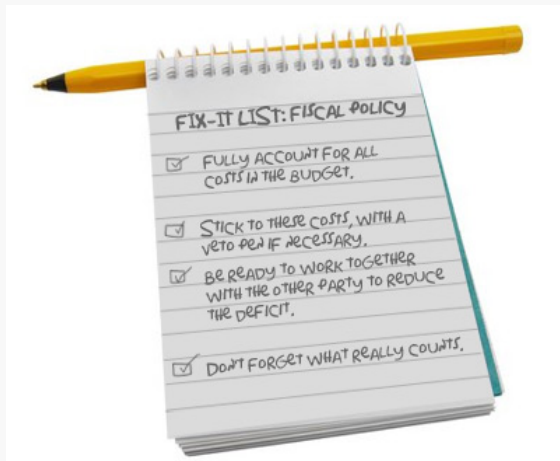 FIX-IT LIST: FISCAL POLICY
FULLY ACCOUNT FOR ALL
COSTS IN THE BUDGET.
STICK TO THESE COSTS, WITH A
VETO PEN IF NECESSARY.
BE READY TO WORK TOGETHER
WITH THE OTHER PARTY TO REDUCE
THE DEFICIT.
DON'T FORGET WHAT REALLY COUNTS.